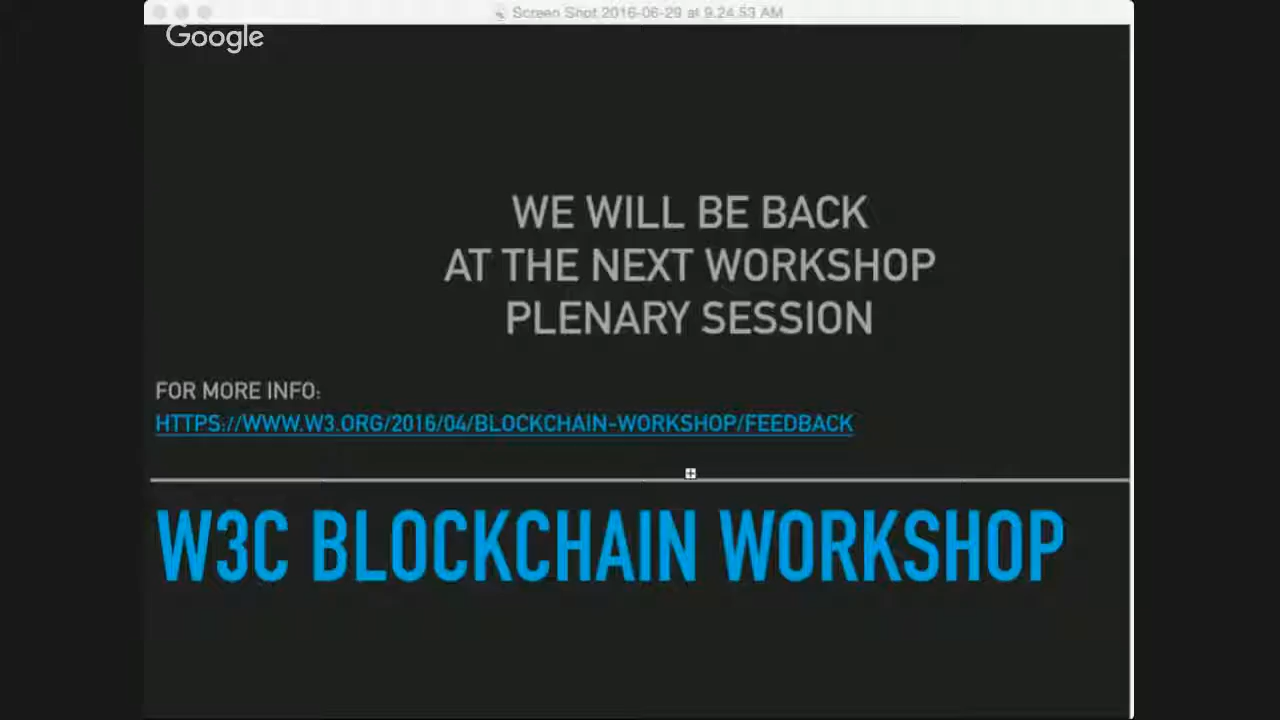 Screen Shot 2016-06-29 at 9.24.53 AM
Google
WE WILL BE BACK
AT THE NEXT WORKSHOP
PLENARY SESSION
FOR MORE INFO:
HTTPS://WWW.W3.ORG/2016/04/BLOCKCHAIN-WORKSHOP/FEEDBACK
W3C BLOCKCHAIN WORKSHOP